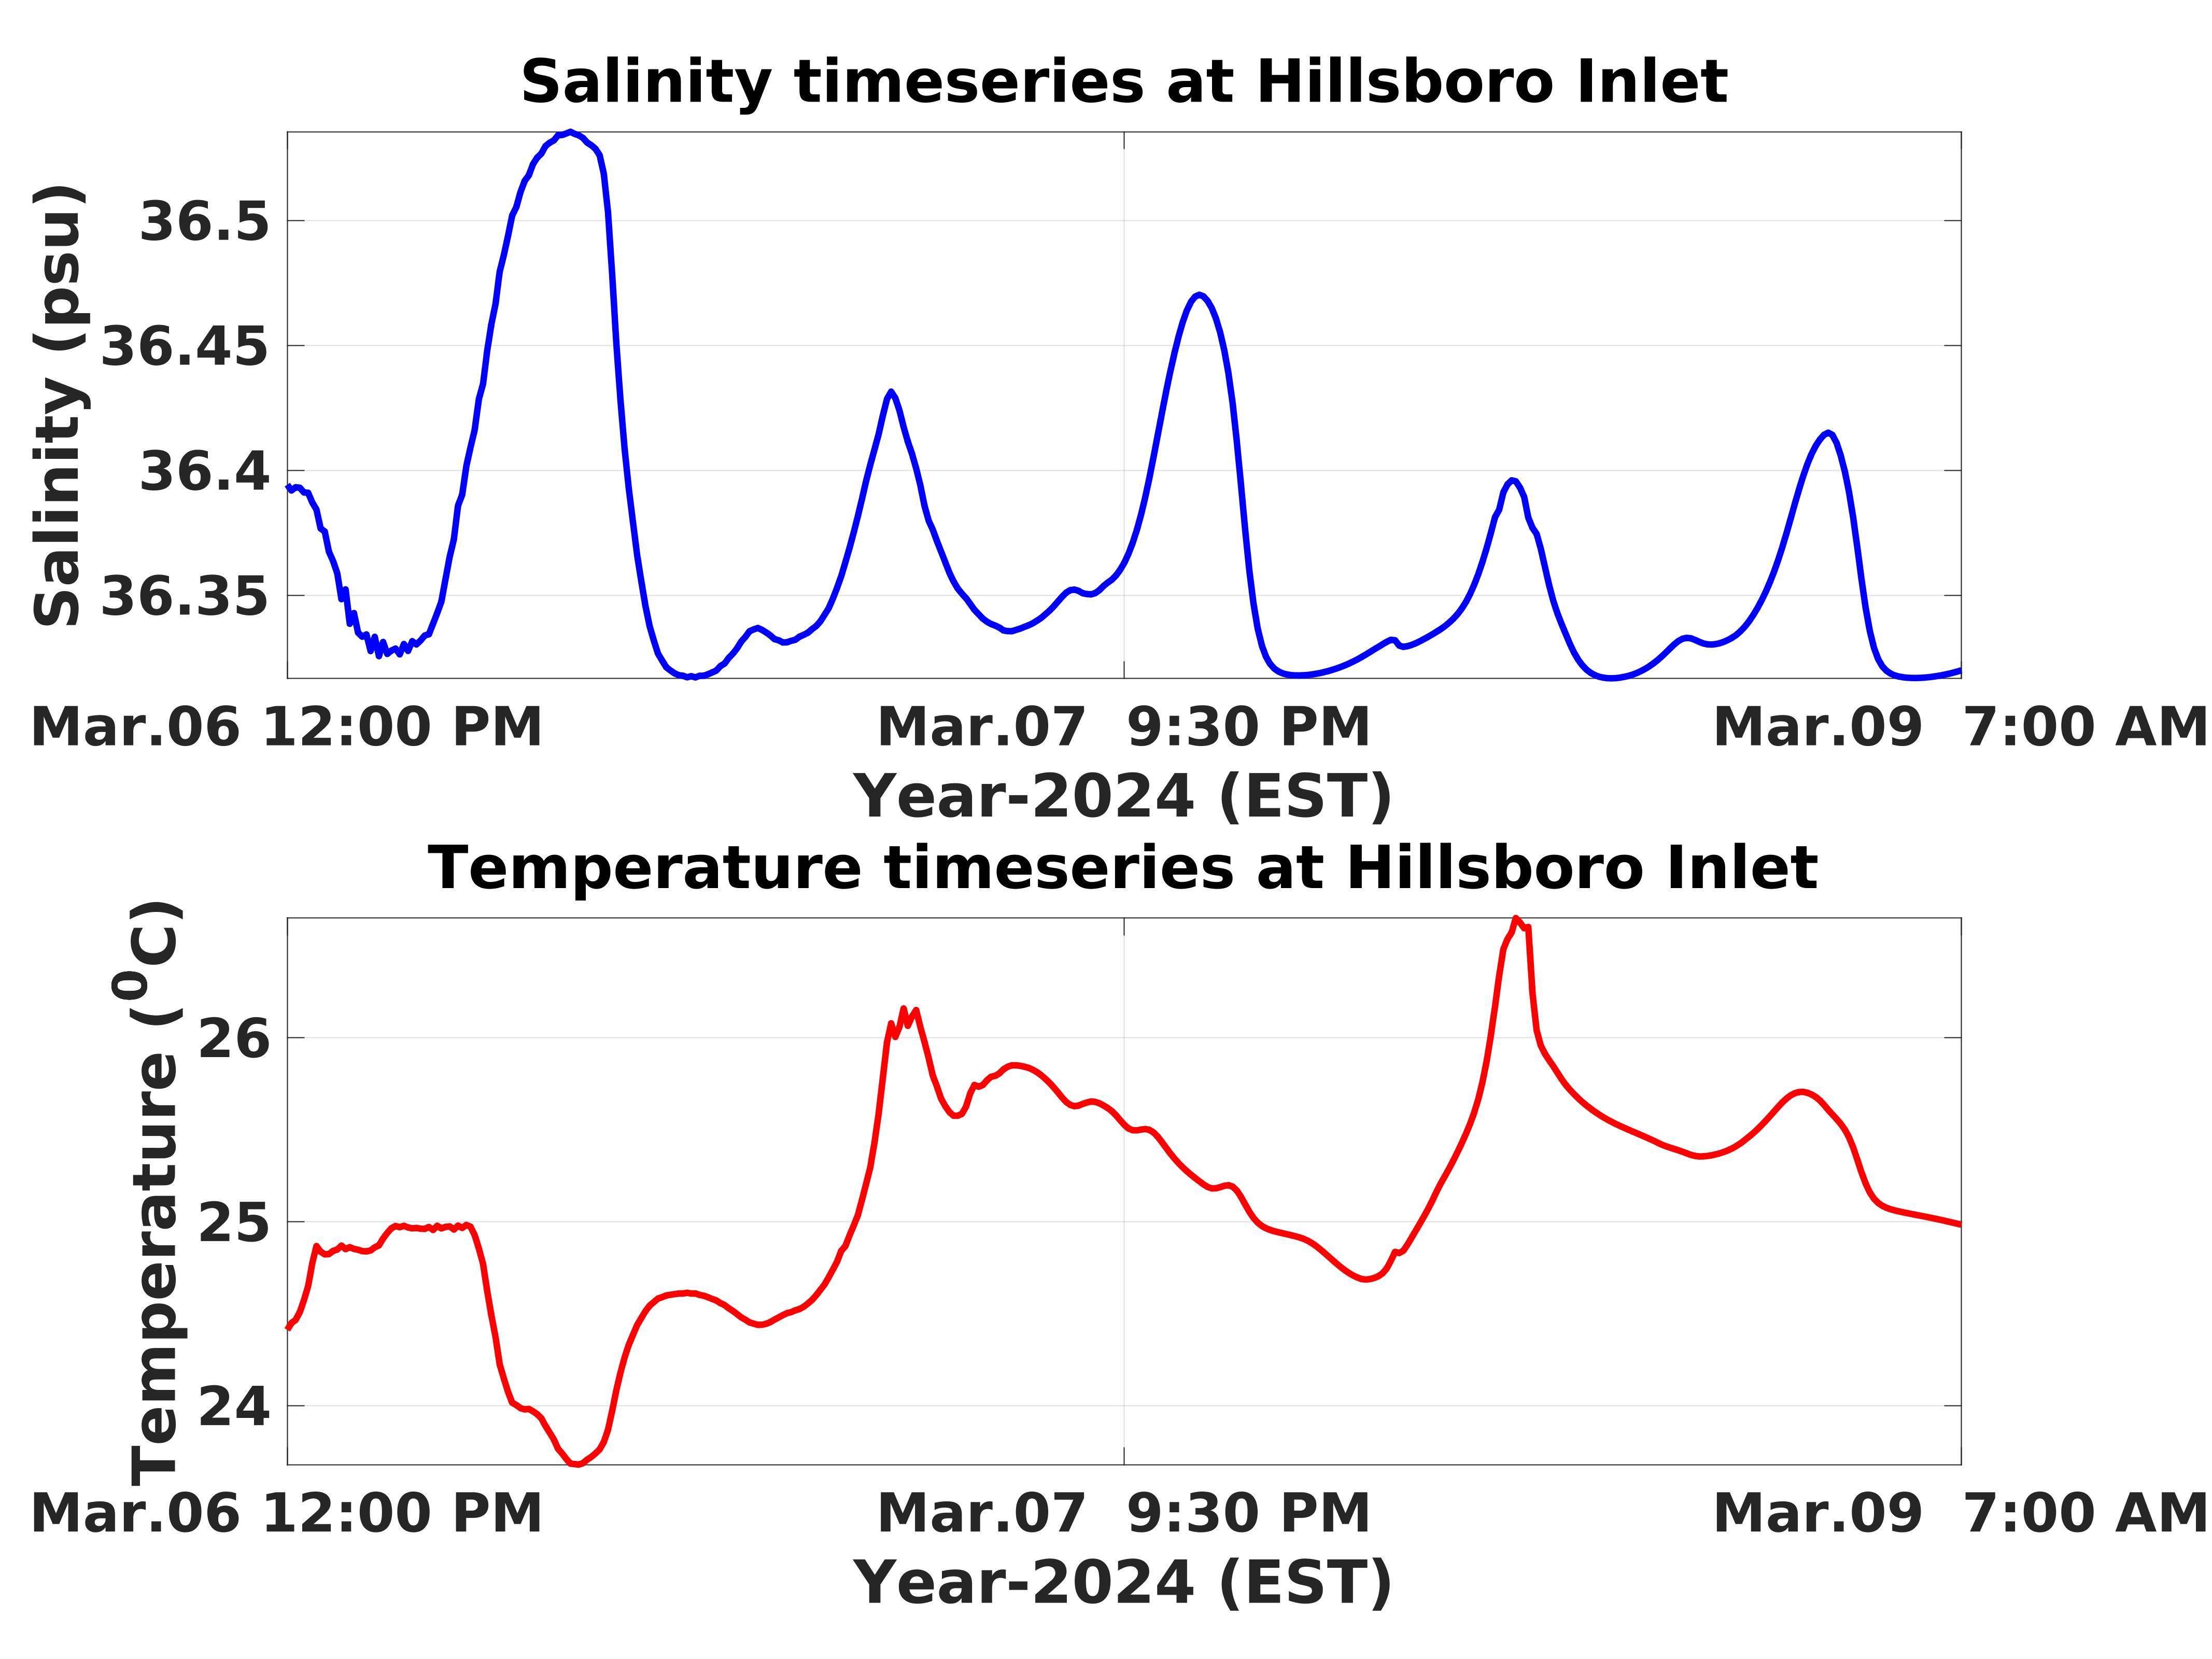 Salinity timeseries at Hillsboro Inlet
Salinity (psu)
36.5
36.45
36.4
36.35
Mar.06 12:00 PM
Mar.07  9:30 PM
Mar.09  7:00 AM
Year-2024 (EST)
Temperature timeseries at Hillsboro Inlet
Temperature (⁰C)
26
25
24
Mar.06 12:00 PM
Mar.07  9:30 PM
Mar.09  7:00 AM
Year-2024 (EST)